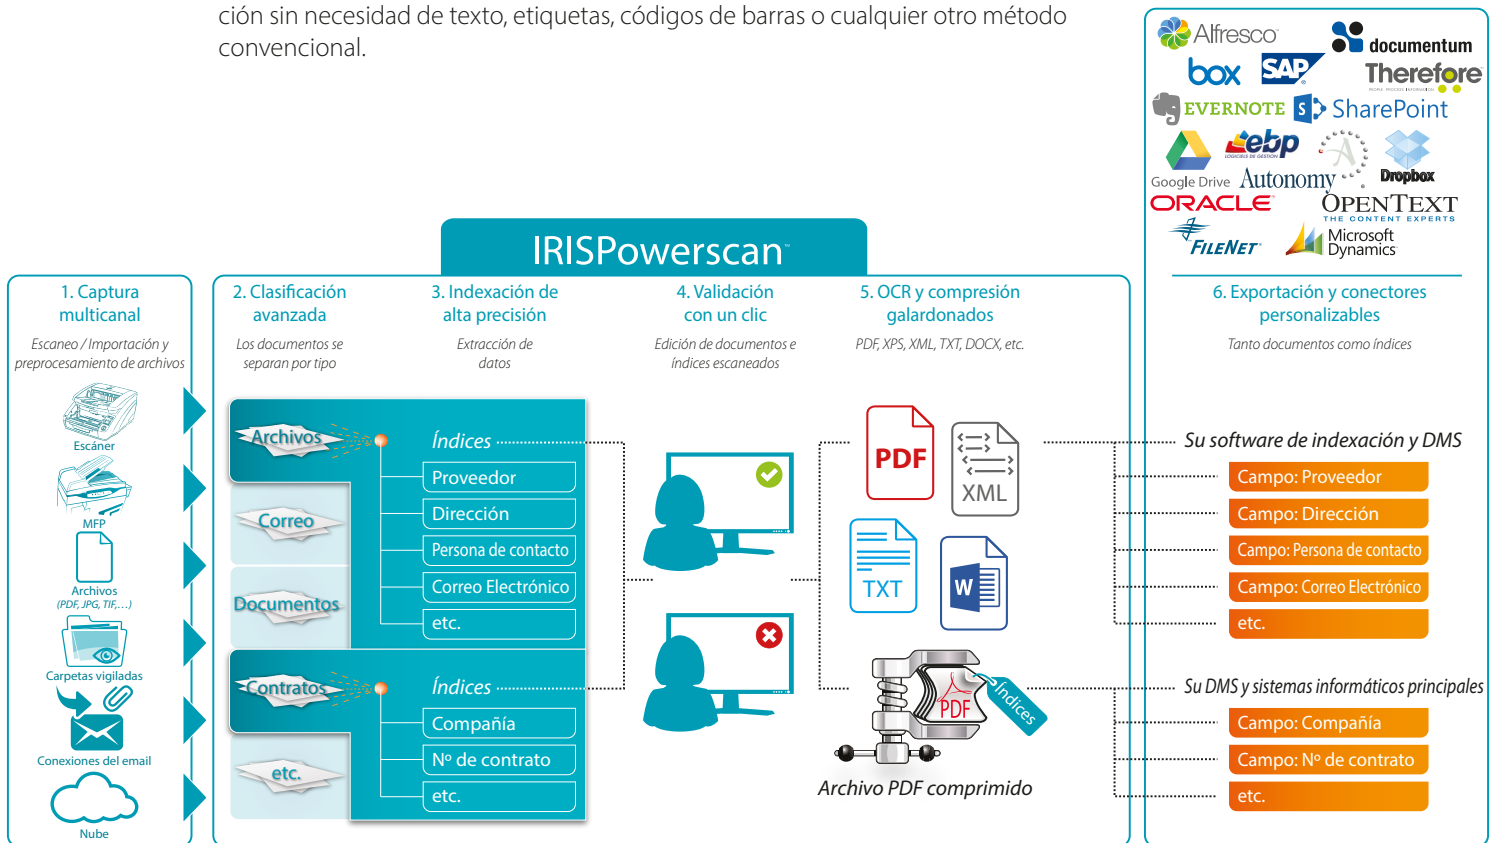 ción sin necesidad de texto, etiquetas, códigos de barras o cualquier otro método
convencional.
Alfresco
documentum
box
SAP
Therefore
PEOPLE PROCESS INFORMATION
EVERNOTE
S
SharePoint
ebp
LOGICIELS DE GESTION
A
Google Drive
Autonomy
Dropbox
ORACLE
OPENTEXT
THE CONTENT EXPERTS
FILENET
Microsoft
Dynamics
IRISPowerscan™
1. Captura
multicanal
Escaneo / Importación y
preprocesamiento de archivos
Escáner
MFP
Archivos
(PDF, JPG, TIF,…)
Carpetas vigiladas
Conexiones del email
Nube
2. Clasificación
avanzada
Los documentos se
separan por tipo
Archivos
Correo
Documentos
Contratos
etc.
3. Indexación de
alta precisión
Extracción de
datos
Índices
Proveedor
Dirección
Persona de contacto
Correo Electrónico
etc.
Índices
Compañía
Nº de contrato
etc.
4. Validación
con un clic
Edición de documentos e
índices escaneados
5. OCR y compresión
galardonados
PDF, XPS, XML, TXT, DOCX, etc.
PDF
XML
TXT
W
PDF
Índices
Archivo PDF comprimido
6. Exportación y conectores
personalizables
Tanto documentos como índices
Su software de indexación y DMS
Campo: Proveedor
Campo: Dirección
Campo: Persona de contacto
Campo: Correo Electrónico
etc.
Su DMS y sistemas informáticos principales
Campo: Compañía
Campo: Nº de contrato
etc.